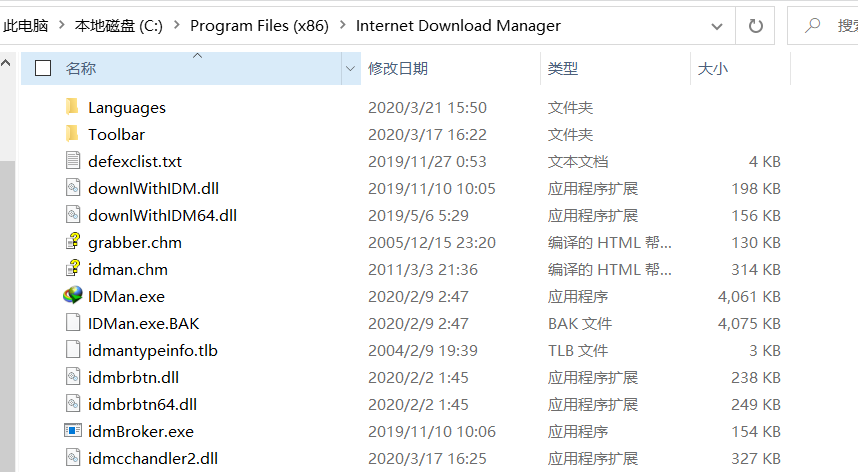 此电脑 > 本地磁盘 (C:) > Program Files (x86) > Internet Download Manager 搜索
名称 修改日期 类型 大小
Languages 2020/3/21 15:50 文件夹
Toolbar 2020/3/17 16:22 文件夹
defexclist.txt 2019/11/27 0:53 文本文档 4 KB
downlWithIDM.dll 2019/11/10 10:05 应用程序扩展 198 KB
downlWithIDM64.dll 2019/5/6 5:29 应用程序扩展 156 KB
grabber.chm 2005/12/15 23:20 编译的 HTML 帮... 130 KB
idman.chm 2011/3/3 21:36 编译的 HTML 帮... 314 KB
IDMan.exe 2020/2/9 2:47 应用程序 4,061 KB
IDMan.exe.BAK 2020/2/9 2:47 BAK 文件 4,075 KB
idmantypeinfo.tlb 2004/2/9 19:39 TLB 文件 3 KB
idmbrbtn.dll 2020/2/2 1:45 应用程序扩展 238 KB
idmbrbtn64.dll 2020/2/2 1:45 应用程序扩展 249 KB
idmBroker.exe 2019/11/10 10:06 应用程序 154 KB
idmcchandler2.dll 2020/3/17 16:25 应用程序扩展 327 KB